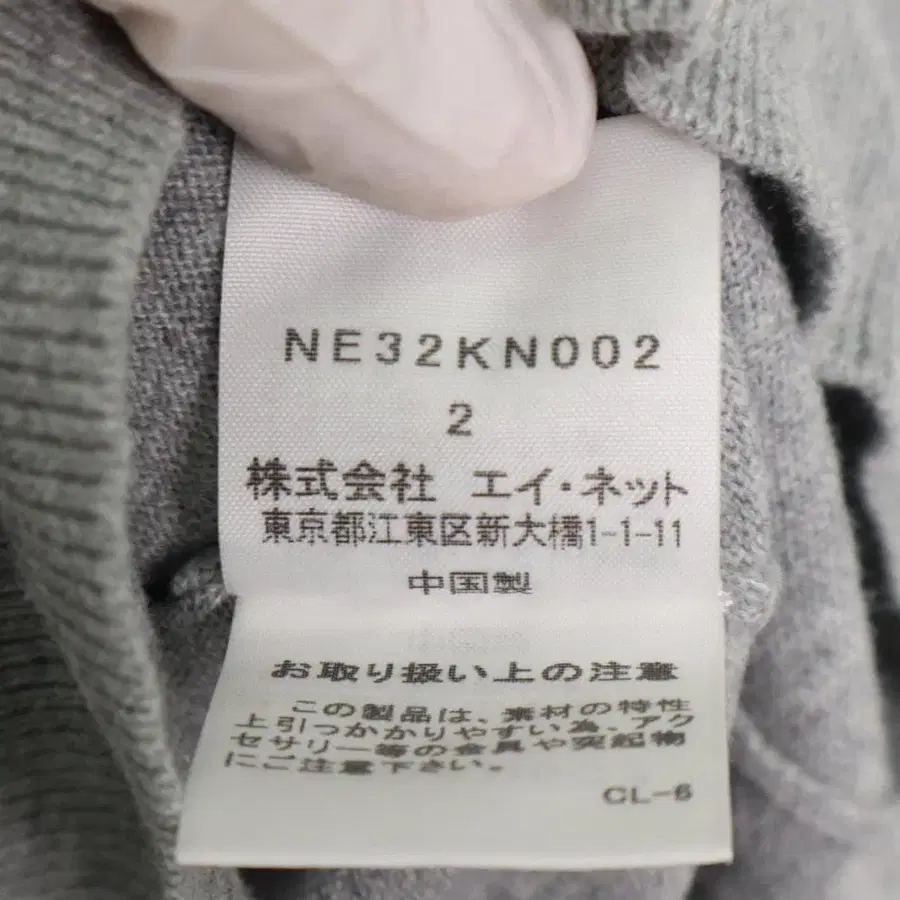 NE32KN002
2
株式会社 エイ・ネット
東京都江東区新大橋1-1-11
中国製
お取り扱い上の注意
この製品は、素材の特性
上引っかかりやすい為、アク
セサリー等の金具や突起物
にご注意下さい。
CL-6